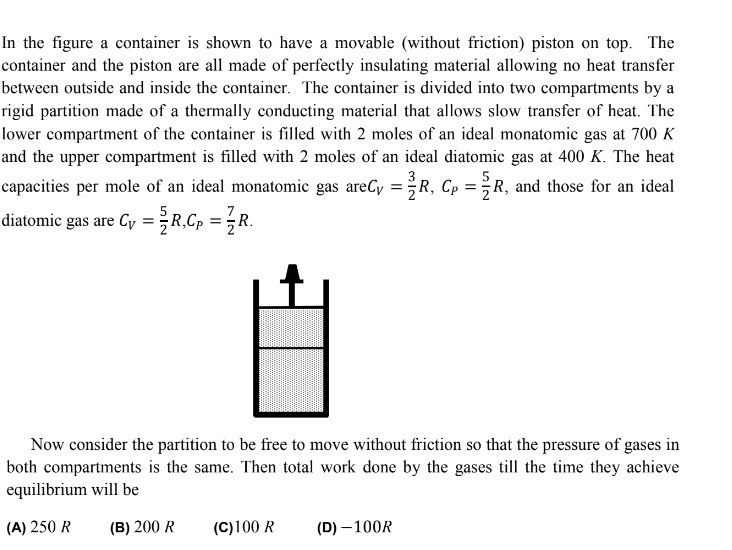 In the figure a container is shown to have a movable (without friction) piston on top. The
container and the piston are all made of perfectly insulating material allowing no heat transfer
between outside and inside the container. The container is divided into two compartments by a
rigid partition made of a thermally conducting material that allows slow transfer of heat. The
lower compartment of the container is filled with 2 moles of an ideal monatomic gas at 700 K
and the upper compartment is filled with 2 moles of an ideal diatomic gas at 400 K. The heat
capacities per mole of an ideal monatomic gas areC_V = 3/2 R, C_P = 5/2 R, and those for an ideal
diatomic gas are C_V = 5/2 R,C_P = 7/2 R.
Now consider the partition to be free to move without friction so that the pressure of gases in
both compartments is the same. Then total work done by the gases till the time they achieve
equilibrium will be
(A) 250 R (B) 200 R (C)100 R (D) −100R